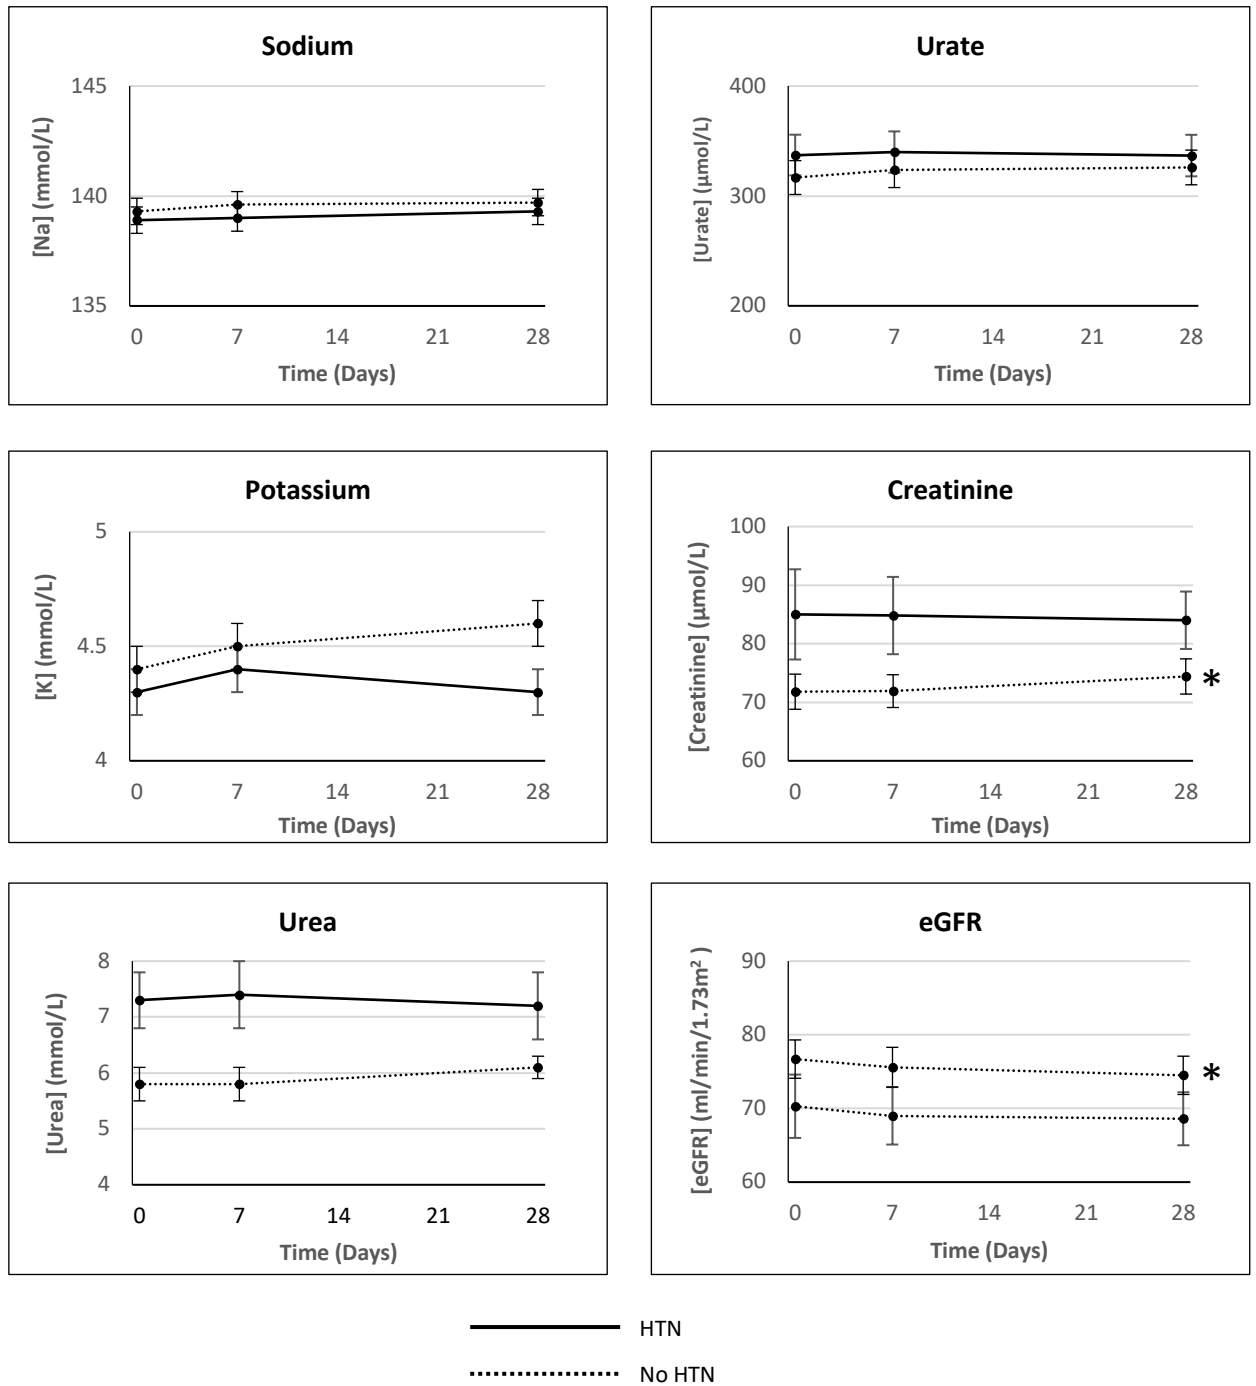 Sodium
145
140
135
[Na] (mmol/L)
0 7 14 21 28
Time (Days)
Urate
400
300
200
[Urate] (µmol/L)
0 7 14 21 28
Time (Days)
Potassium
5
4.5
4
[K] (mmol/L)
0 7 14 21 28
Time (Days)
Creatinine
100
90
80
70
60
[Creatinine] (µmol/L)
*
0 7 14 21 28
Time (Days)
Urea
8
7
6
5
4
[Urea] (mmol/L)
0 7 14 21 28
Time (Days)
eGFR
90
80
70
60
[eGFR] (ml/min/1.73m² )
*
0 7 14 21 28
Time (Days)
HTN
No HTN